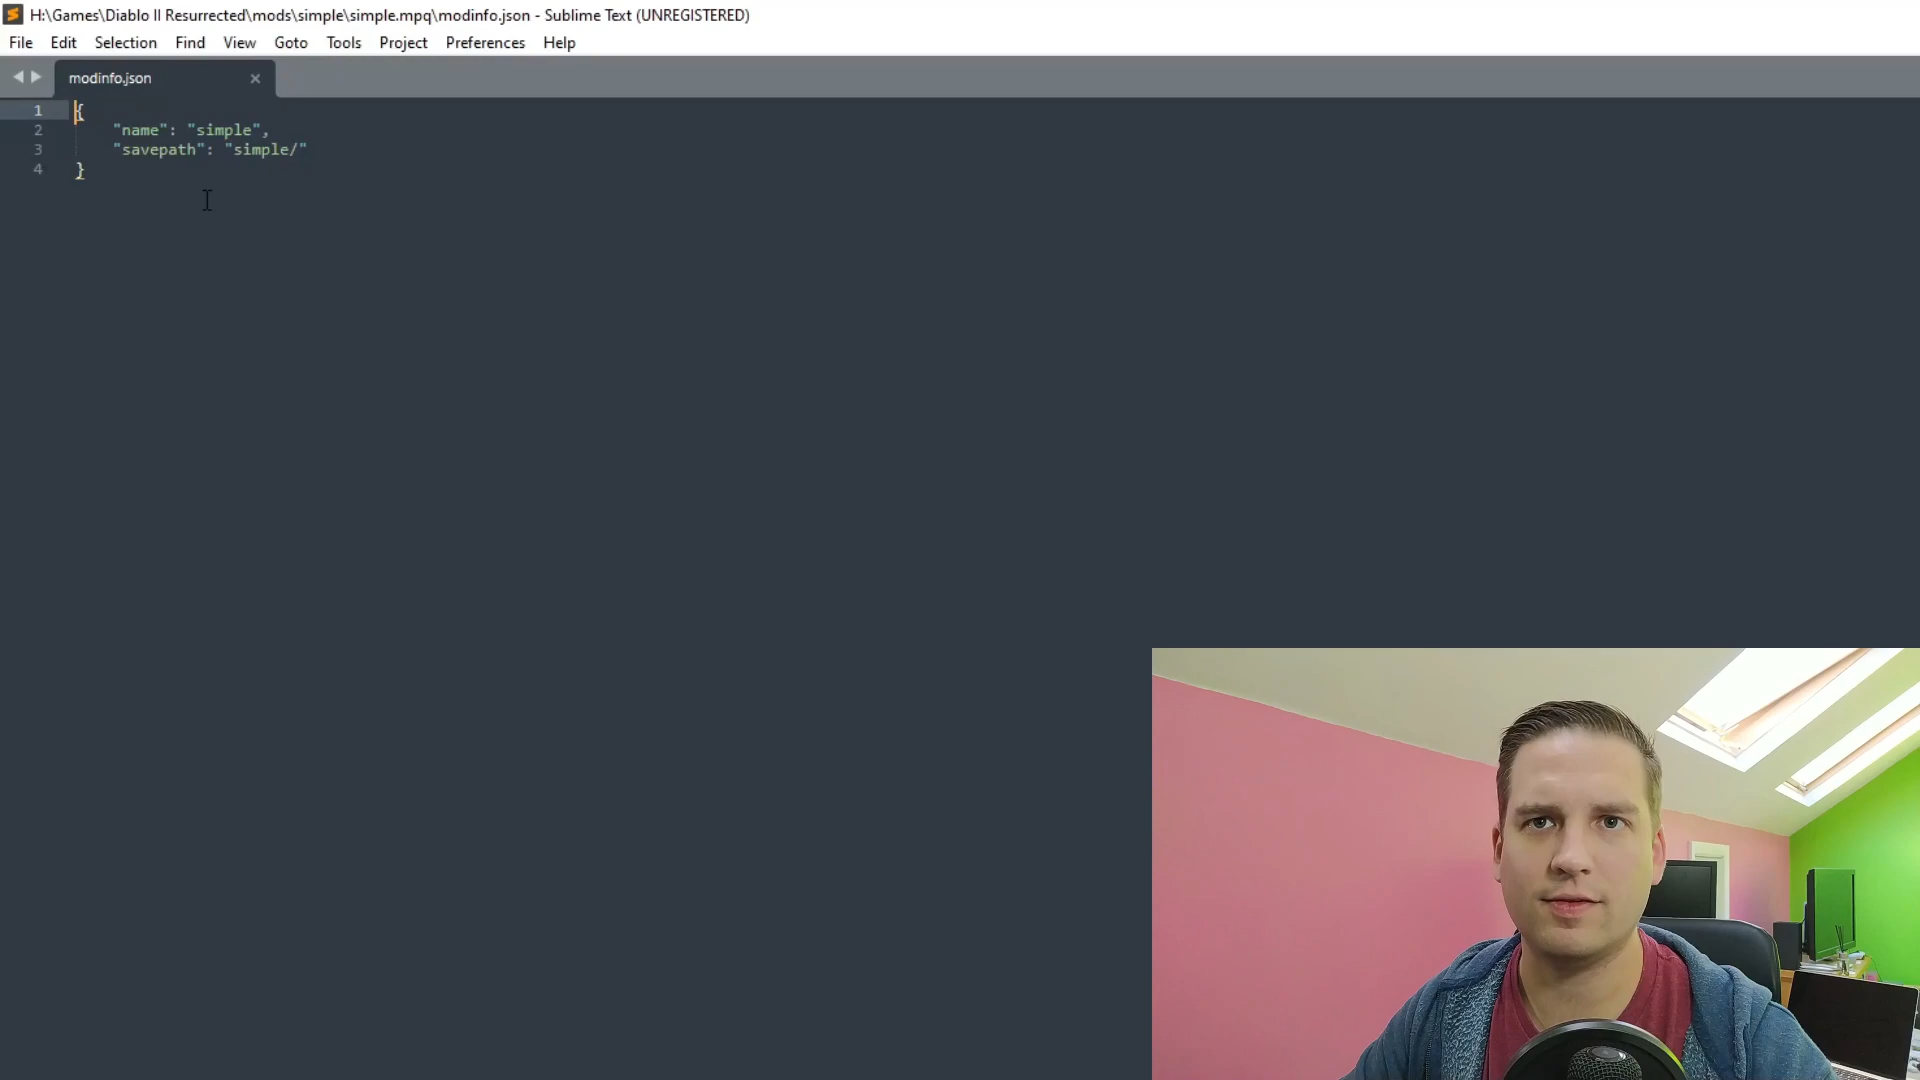 H:\Games\Diablo II Resurrected\mods\simple\simple.mpq\modinfo.json - Sublime Text (UNREGISTERED)
File Edit Selection Find View Goto Tools Project Preferences Help
modinfo.json
1 {
2 "name": "simple",
3 "savepath": "simple/"
4 }